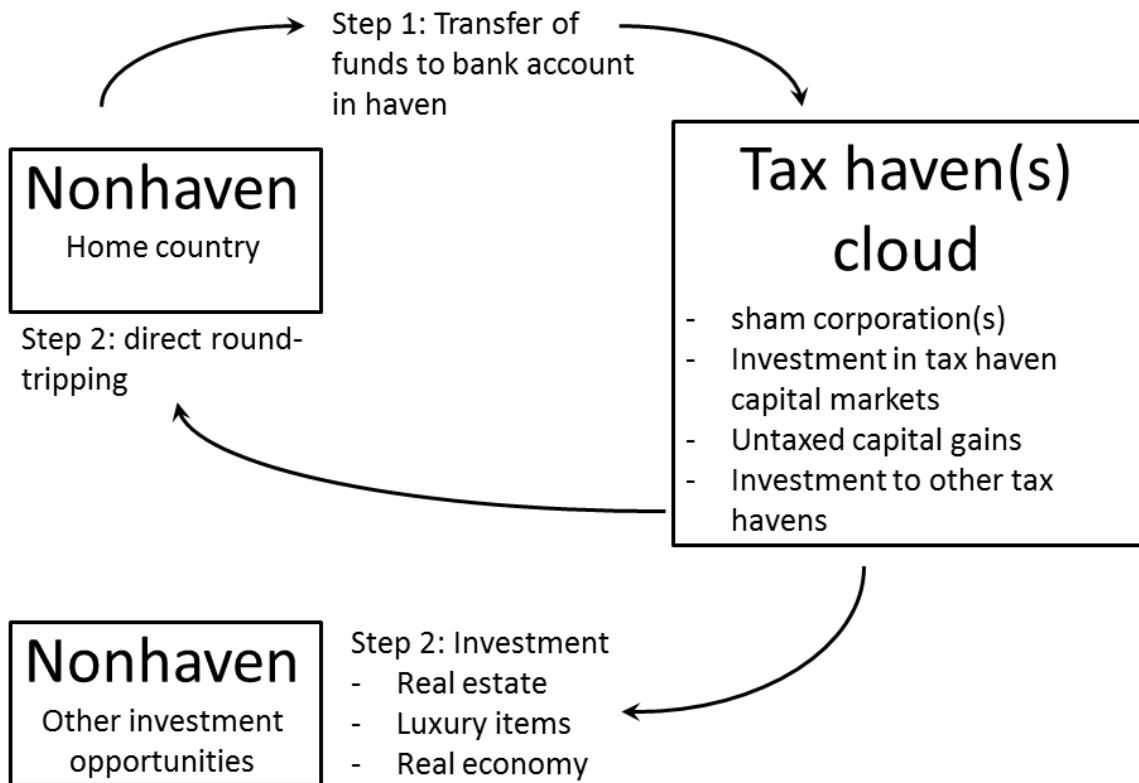 Step 1: Transfer of
funds to bank account
in haven
Nonhaven
Home country
Tax haven(s)
cloud
- sham corporation(s)
- Investment in tax haven
capital markets
- Untaxed capital gains
- Investment to other tax
havens
Step 2: direct round-
tripping
Nonhaven
Other investment
opportunities
Step 2: Investment
- Real estate
- Luxury items
- Real economy